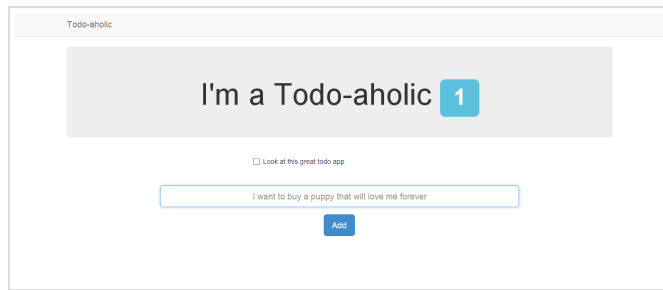 Todo-aholic
I'm a Todo-aholic 1
Look at this great todo app
I want to buy a puppy that will love me forever
Add